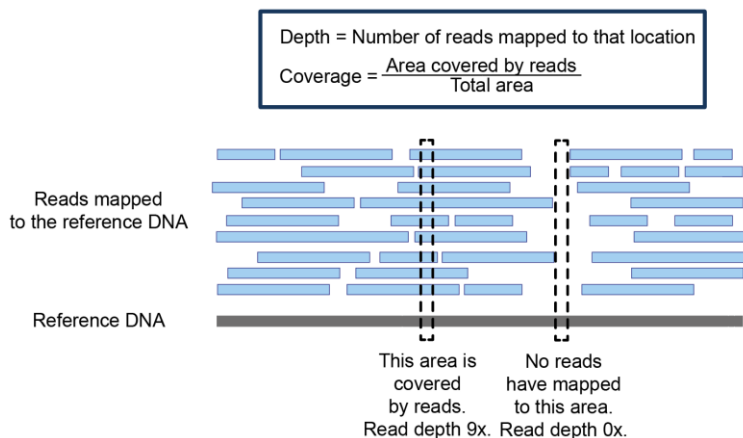 Depth = Number of reads mapped to that location
Coverage = Area covered by reads
Total area
Reads mapped
to the reference DNA
Reference DNA
This area is
covered
by reads.
Read depth 9x.
No reads
have mapped
to this area.
Read depth 0x.